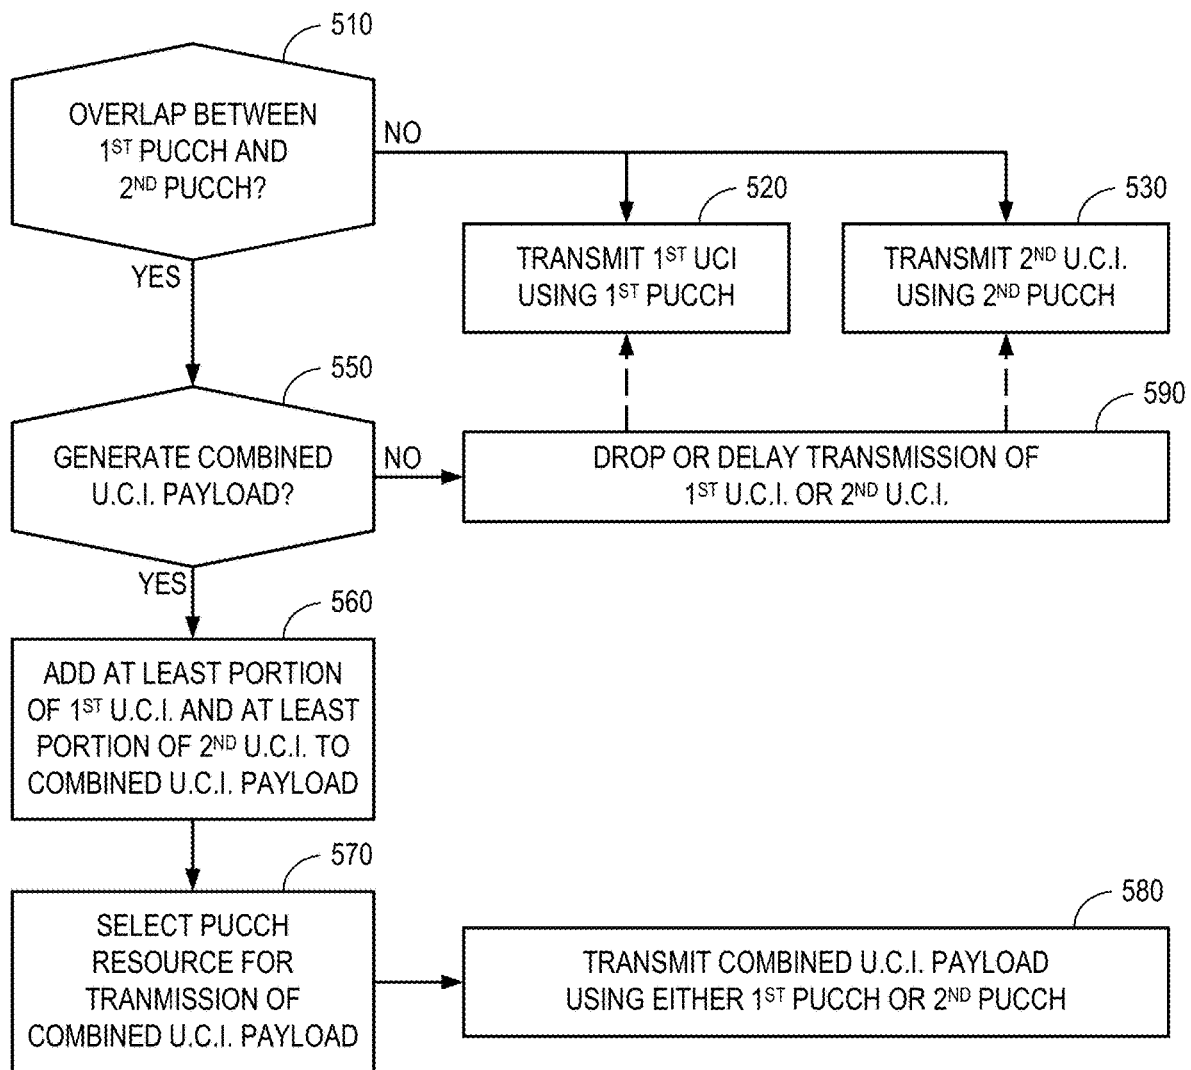 510
OVERLAP BETWEEN
1ST PUCCH AND
2ND PUCCH?
NO
YES
520
TRANSMIT 1ST UCI
USING 1ST PUCCH
530
TRANSMIT 2ND U.C.I.
USING 2ND PUCCH
550
GENERATE COMBINED
U.C.I. PAYLOAD?
NO
YES
590
DROP OR DELAY TRANSMISSION OF
1ST U.C.I. OR 2ND U.C.I.
560
ADD AT LEAST PORTION
OF 1ST U.C.I. AND AT LEAST
PORTION OF 2ND U.C.I. TO
COMBINED U.C.I. PAYLOAD
570
SELECT PUCCH
RESOURCE FOR
TRANMISSION OF
COMBINED U.C.I. PAYLOAD
580
TRANSMIT COMBINED U.C.I. PAYLOAD
USING EITHER 1ST PUCCH OR 2ND PUCCH